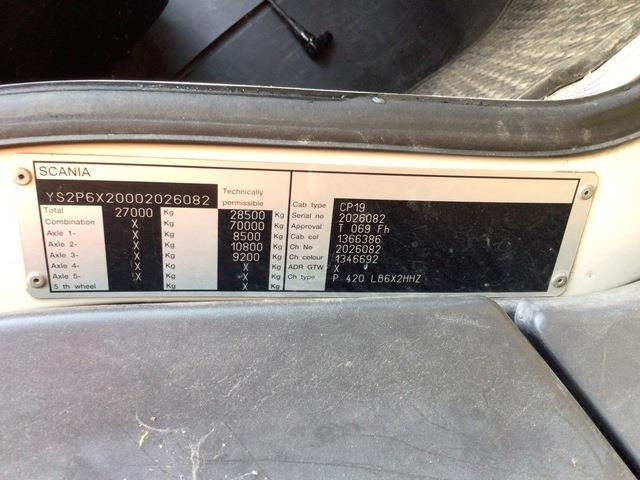 SCANIA
YS2P6X20002026082 Technically permissible
Total 27000 Kg 28500 Kg
Combination X Kg 70000 Kg
Axle 1- X Kg 8500 Kg
Axle 2- X Kg 10800 Kg
Axle 3- X Kg 9200 Kg
Axle 4- X Kg X Kg
Axle 5- X Kg X Kg
5 th wheel X Kg X Kg
Cab type CP19
Serial no 2026082
Approval T 069 Fh
Cab col 1366386
Ch No 2026082
Ch colour 1346692
ADR GTW X
Ch type P 420 LB6X2HHZ